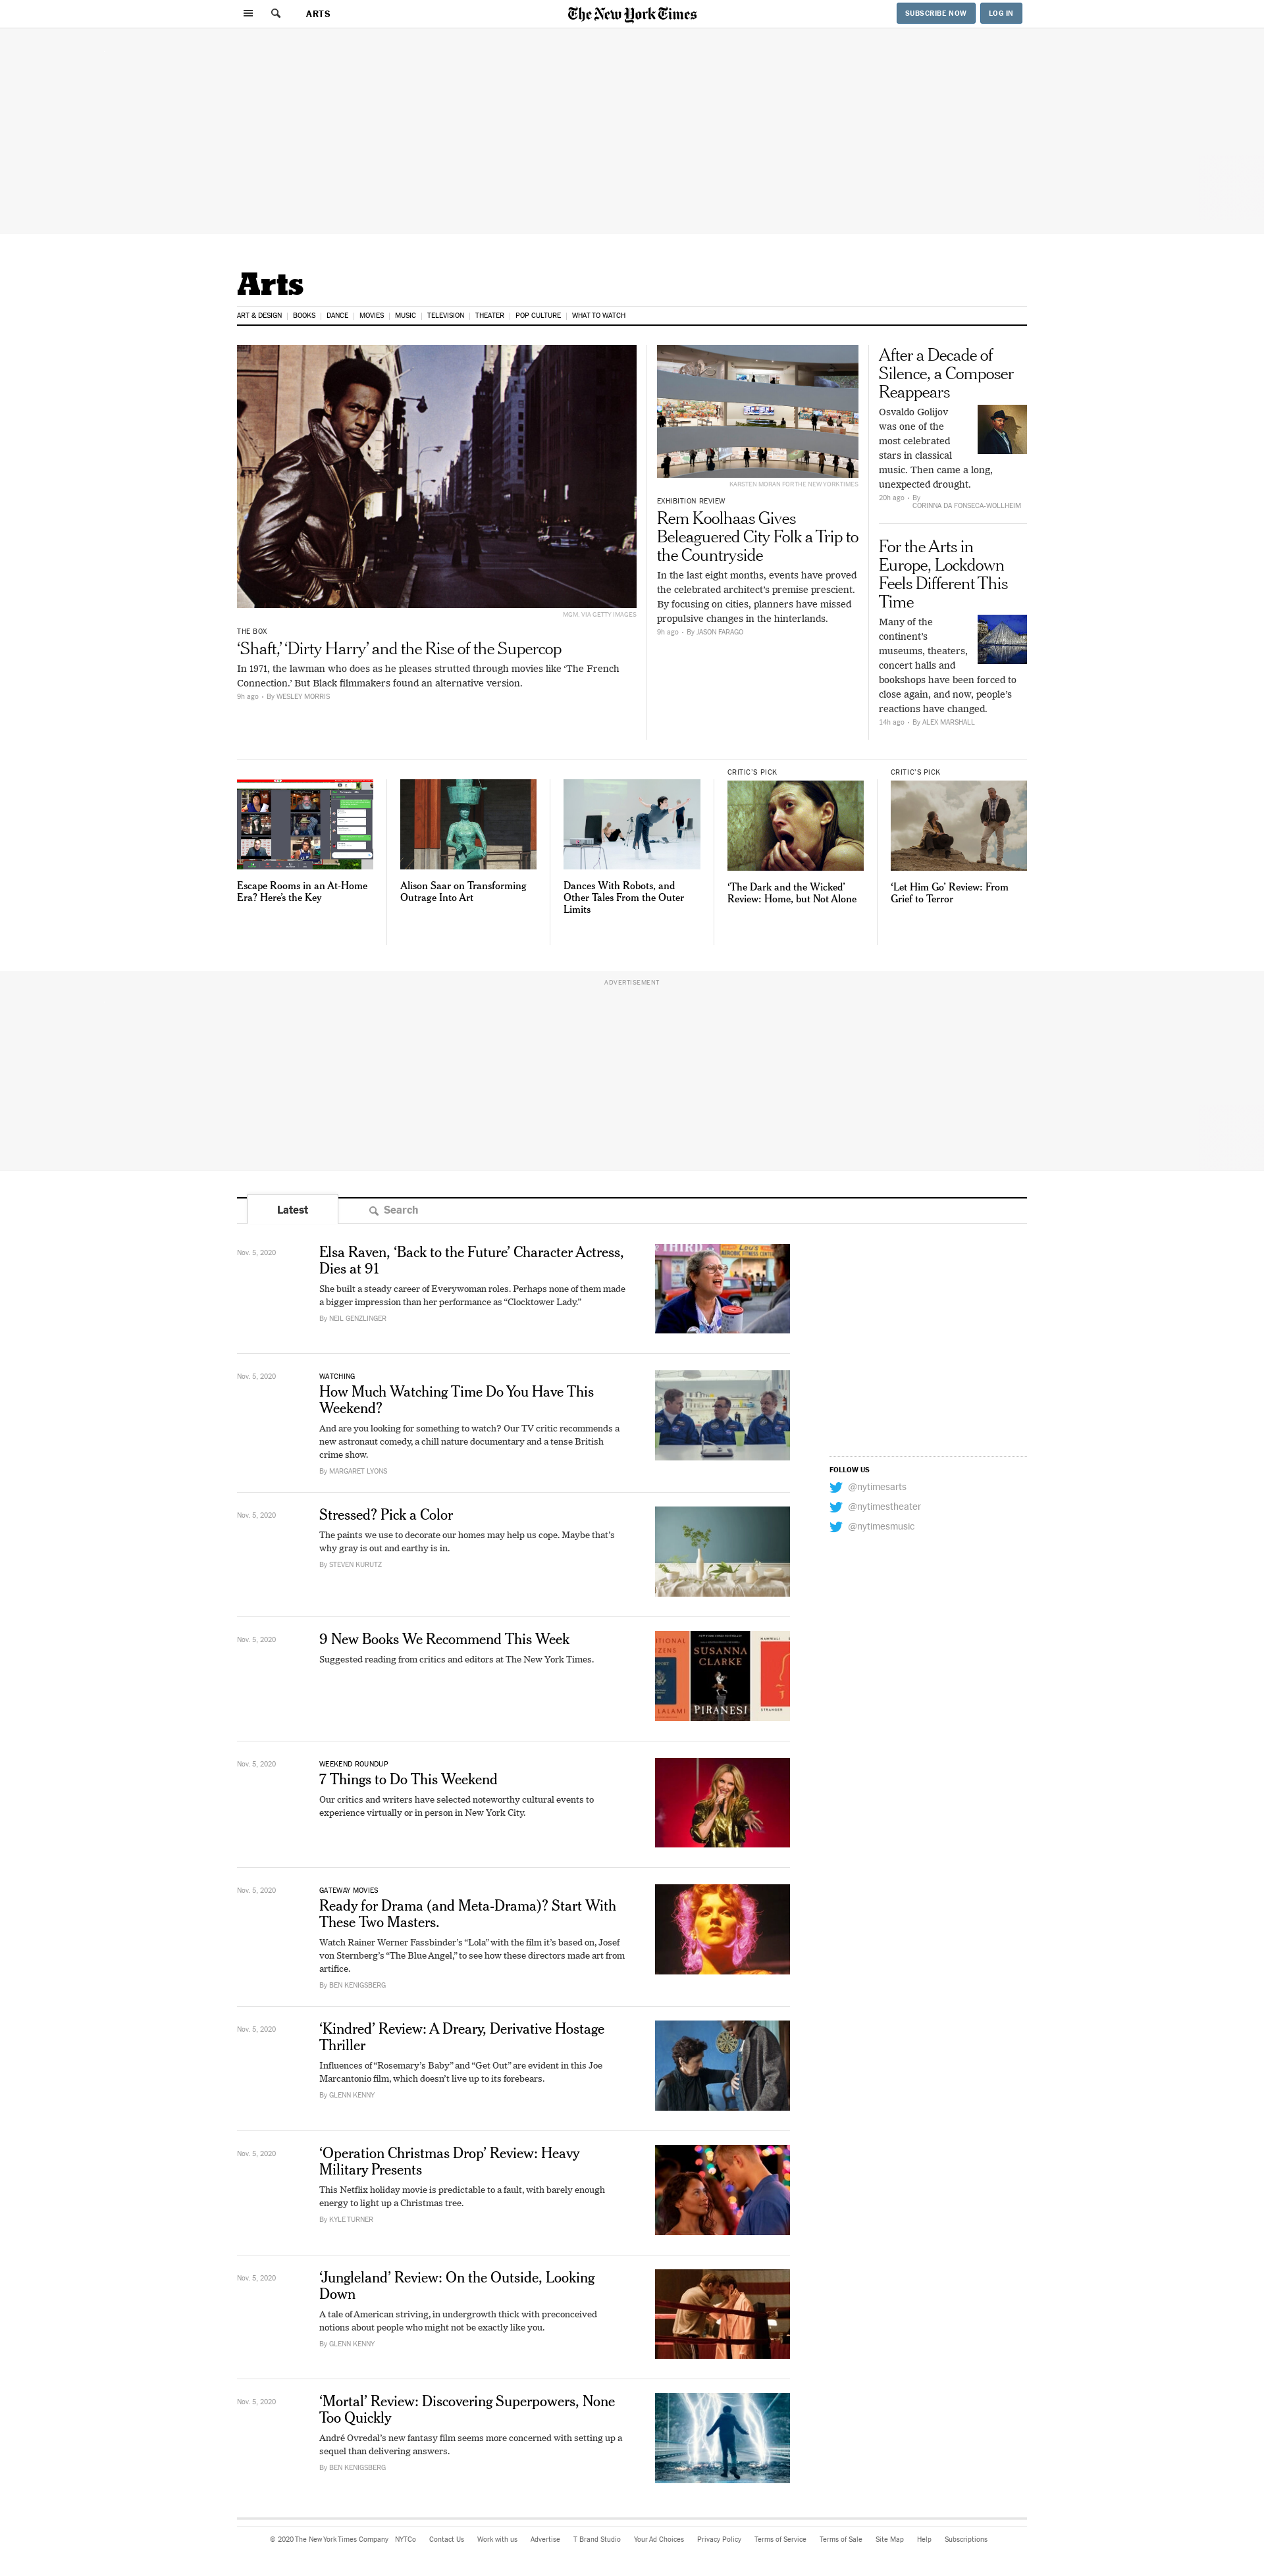 ARTS
The New York Times
SUBSCRIBE NOW
LOG IN
Arts
ART & DESIGN
BOOKS
DANCE
MOVIES
MUSIC
TELEVISION
THEATER
POP CULTURE
WHAT TO WATCH
MGM, VIA GETTY IMAGES
THE BOX
‘Shaft,’ ‘Dirty Harry’ and the Rise of the Supercop
In 1971, the lawman who does as he pleases strutted through movies like ‘The French
Connection.’ But Black filmmakers found an alternative version.
9h ago • By WESLEY MORRIS
KARSTEN MORAN FOR THE NEW YORK TIMES
EXHIBITION REVIEW
Rem Koolhaas Gives
Beleaguered City Folk a Trip to
the Countryside
In the last eight months, events have proved
the celebrated architect’s premise prescient.
By focusing on cities, planners have missed
propulsive changes in the hinterlands.
9h ago • By JASON FARAGO
After a Decade of
Silence, a Composer
Reappears
Osvaldo Golijov
was one of the
most celebrated
stars in classical
music. Then came a long,
unexpected drought.
20h ago • By
CORINNA DA FONSECA-WOLLHEIM
For the Arts in
Europe, Lockdown
Feels Different This
Time
Many of the
continent’s
museums, theaters,
concert halls and
bookshops have been forced to
close again, and now, people’s
reactions have changed.
14h ago • By ALEX MARSHALL
Escape Rooms in an At-Home
Era? Here’s the Key
Alison Saar on Transforming
Outrage Into Art
Dances With Robots, and
Other Tales From the Outer
Limits
CRITIC’S PICK
‘The Dark and the Wicked’
Review: Home, but Not Alone
CRITIC’S PICK
‘Let Him Go’ Review: From
Grief to Terror
ADVERTISEMENT
Latest
Search
Nov. 5, 2020
Elsa Raven, ‘Back to the Future’ Character Actress,
Dies at 91
She built a steady career of Everywoman roles. Perhaps none of them made
a bigger impression than her performance as “Clocktower Lady.”
By NEIL GENZLINGER
THIRD
Nov. 5, 2020
WATCHING
How Much Watching Time Do You Have This
Weekend?
And are you looking for something to watch? Our TV critic recommends a
new astronaut comedy, a chill nature documentary and a tense British
crime show.
By MARGARET LYONS
FOLLOW US
@nytimesarts
@nytimestheater
@nytimesmusic
Nov. 5, 2020
Stressed? Pick a Color
The paints we use to decorate our homes may help us cope. Maybe that’s
why gray is out and earthy is in.
By STEVEN KURUTZ
Nov. 5, 2020
9 New Books We Recommend This Week
Suggested reading from critics and editors at The New York Times.
SUSANNA
CLARKE
PIRANESI
LALAMI
STRANGER
Nov. 5, 2020
WEEKEND ROUNDUP
7 Things to Do This Weekend
Our critics and writers have selected noteworthy cultural events to
experience virtually or in person in New York City.
Nov. 5, 2020
GATEWAY MOVIES
Ready for Drama (and Meta-Drama)? Start With
These Two Masters.
Watch Rainer Werner Fassbinder’s “Lola” with the film it’s based on, Josef
von Sternberg’s “The Blue Angel,” to see how these directors made art from
artifice.
By BEN KENIGSBERG
Nov. 5, 2020
‘Kindred’ Review: A Dreary, Derivative Hostage
Thriller
Influences of “Rosemary’s Baby” and “Get Out” are evident in this Joe
Marcantonio film, which doesn’t live up to its forebears.
By GLENN KENNY
Nov. 5, 2020
‘Operation Christmas Drop’ Review: Heavy
Military Presents
This Netflix holiday movie is predictable to a fault, with barely enough
energy to light up a Christmas tree.
By KYLE TURNER
Nov. 5, 2020
‘Jungleland’ Review: On the Outside, Looking
Down
A tale of American striving, in undergrowth thick with preconceived
notions about people who might not be exactly like you.
By GLENN KENNY
Nov. 5, 2020
‘Mortal’ Review: Discovering Superpowers, None
Too Quickly
André Ovredal’s new fantasy film seems more concerned with setting up a
sequel than delivering answers.
By BEN KENIGSBERG
© 2020 The New York Times Company NYTCo Contact Us Work with us Advertise T Brand Studio Your Ad Choices Privacy Policy Terms of Service Terms of Sale Site Map Help Subscriptions